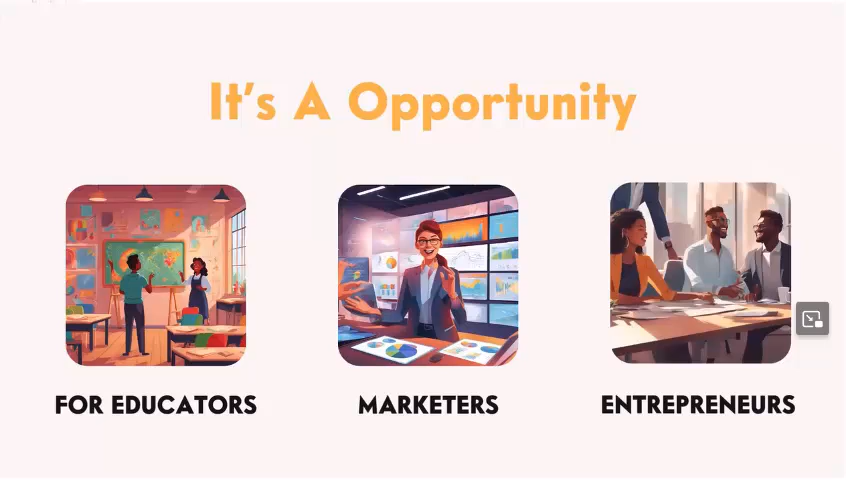 It's A Opportunity
FOR EDUCATORS
MARKETERS
ENTREPRENEURS